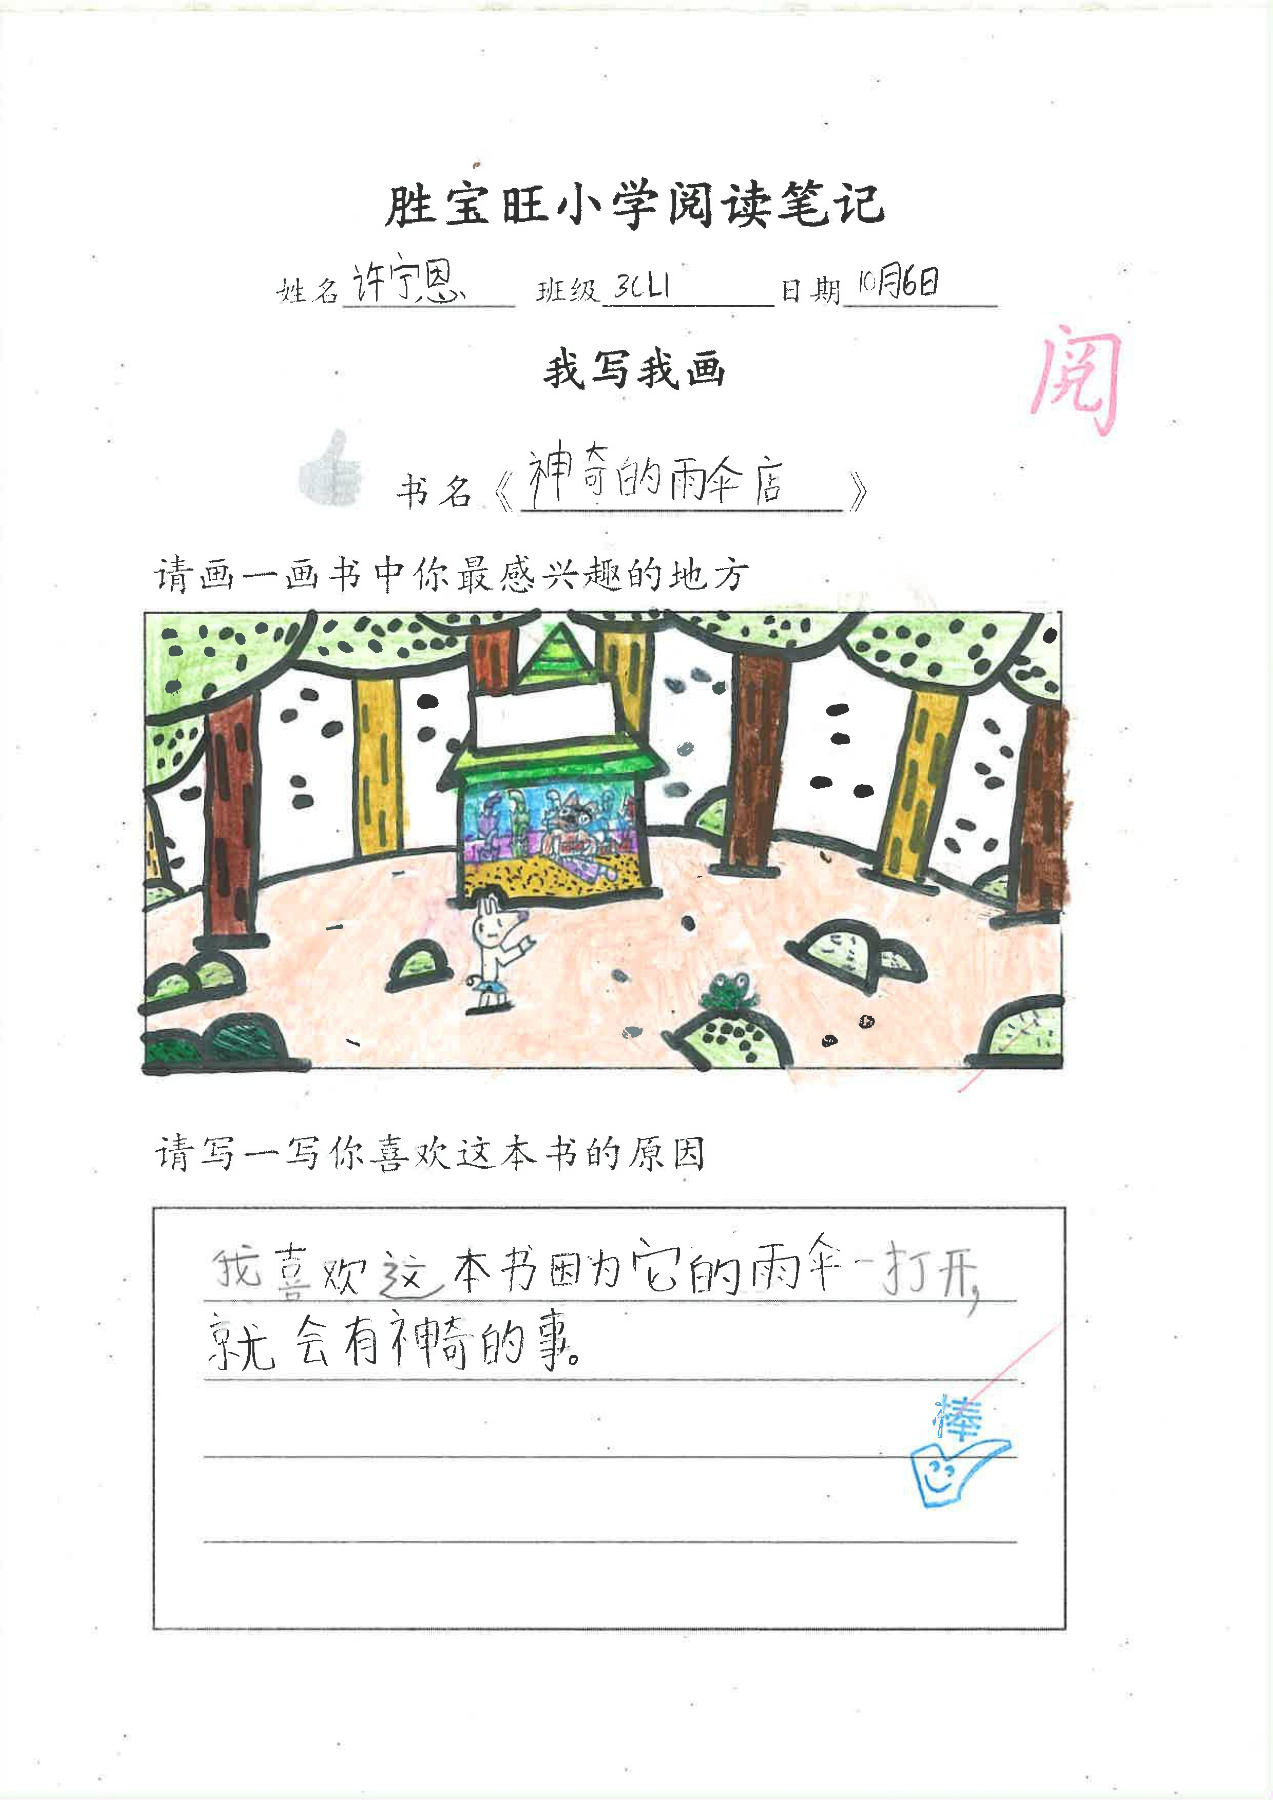 胜宝旺小学阅读笔记
姓名 许宁恩 班级 3CL1 日期 10月6日
我写我画
阅
书名《神奇的雨伞店》
请画一画书中你最感兴趣的地方
请写一写你喜欢这本书的原因
我喜欢这本书因为它的雨伞一打开,
就会有神奇的事。
棒